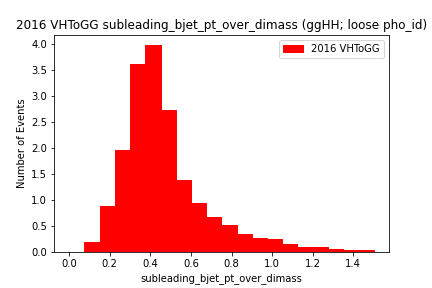 2016 VHToGG subleading_bjet_pt_over_dimass (ggHH; loose pho_id)
2016 VHToGG
4.0
3.5
3.0
2.5
2.0
1.5
1.0
0.5
0.0
Number of Events
0.0 0.2 0.4 0.6 0.8 1.0 1.2 1.4
subleading_bjet_pt_over_dimass